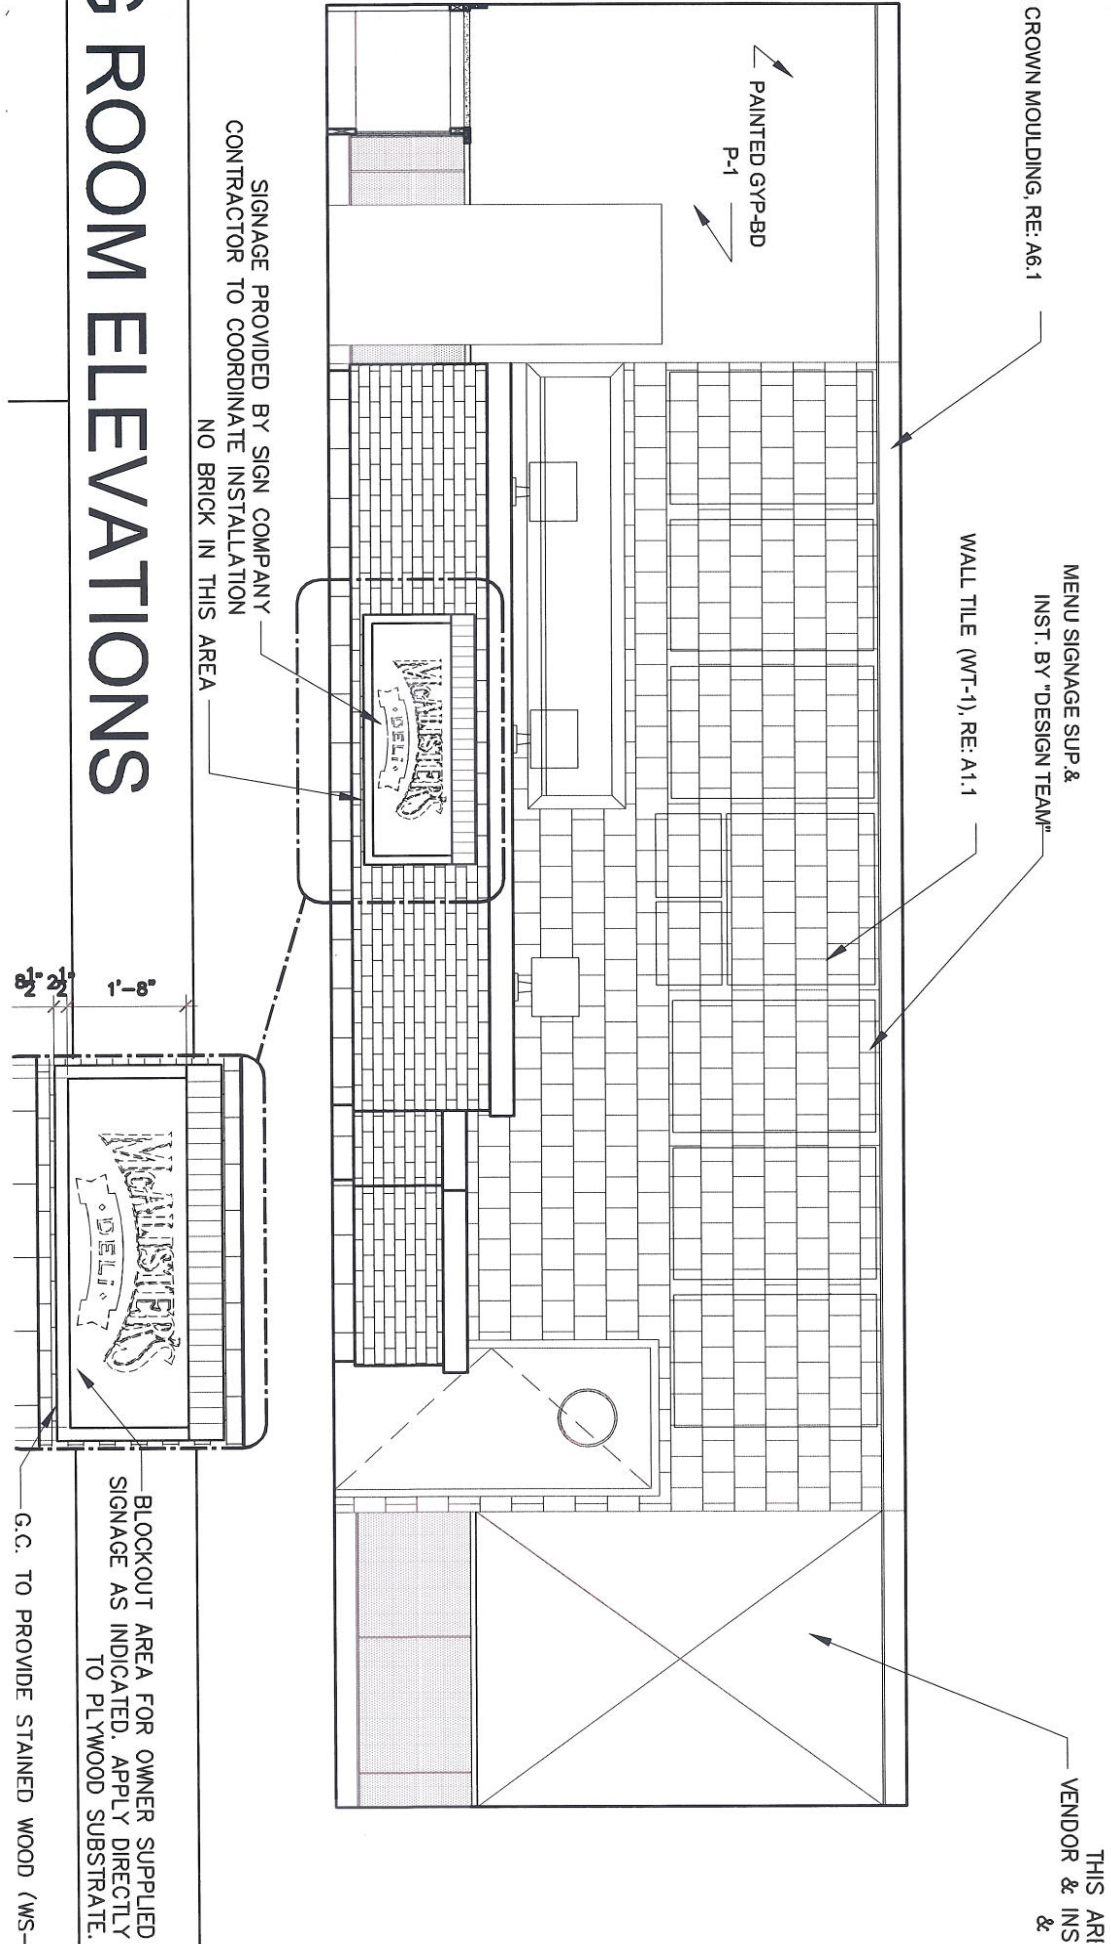 CROWN MOULDING, RE: A6.1
MENU SIGNAGE SUP.&
INST. BY "DESIGN TEAM"
WALL TILE (WT-1), RE: A1.1
VENDOR & INS
&
PAINTED GYP-BD
P-1
SIGNAGE PROVIDED BY SIGN COMPANY
CONTRACTOR TO COORDINATE INSTALLATION
NO BRICK IN THIS AREA
McALISTER'S
DELI
1'-8"
2½"
8½"
McALISTER'S
DELI
BLOCKOUT AREA FOR OWNER SUPPLIED
SIGNAGE AS INDICATED. APPLY DIRECTLY
TO PLYWOOD SUBSTRATE.
G.C. TO PROVIDE STAINED WOOD (WS-
ROOM ELEVATIONS